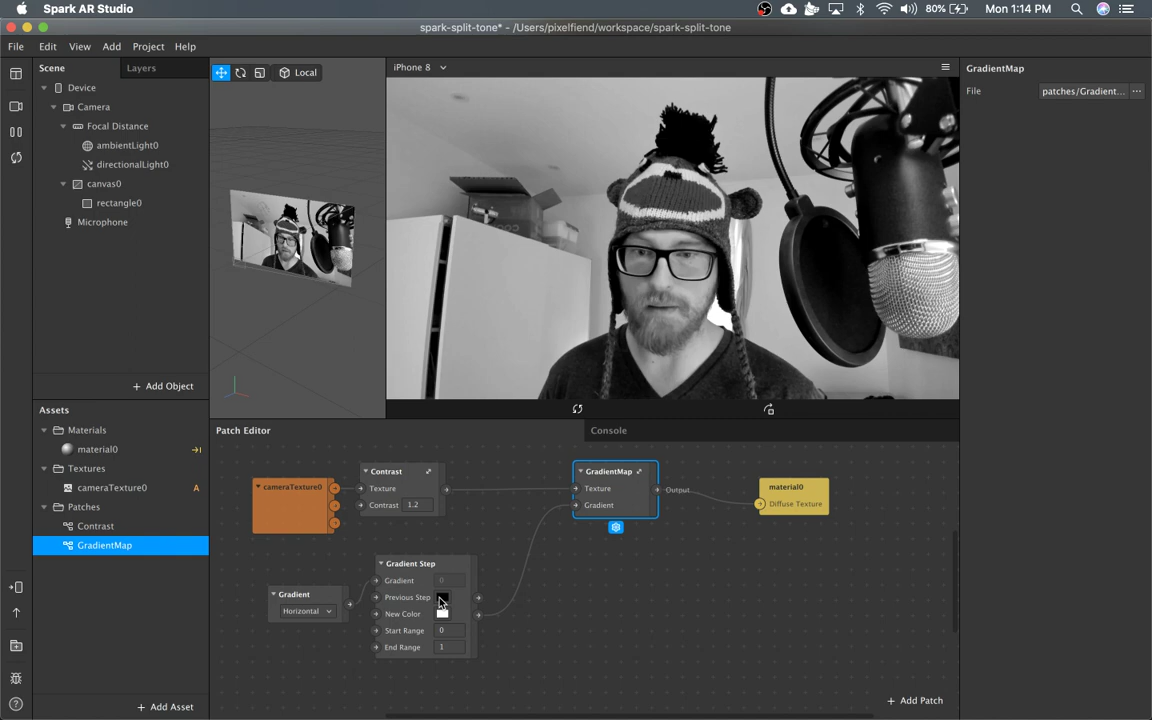 Spark AR Studio
80%
Mon 1:14 PM
spark-split-tone* - /Users/pixelfiend/workspace/spark-split-tone
File Edit View Add Project Help
Scene
Layers
Device
Camera
Focal Distance
ambientLight0
directionalLight0
canvas0
rectangle0
Microphone
+ Add Object
Assets
Materials
material0
Textures
cameraTexture0 A
Patches
Contrast
GradientMap
+ Add Asset
Local
iPhone 8
GradientMap
File patches/Gradient...
Patch Editor
Console
cameraTexture0
Contrast
Texture
Contrast 1.2
GradientMap
Texture
Gradient
Output
material0
Diffuse Texture
Gradient
Horizontal
Gradient Step
Gradient 0
Previous Step
New Color
Start Range 0
End Range 1
+ Add Patch